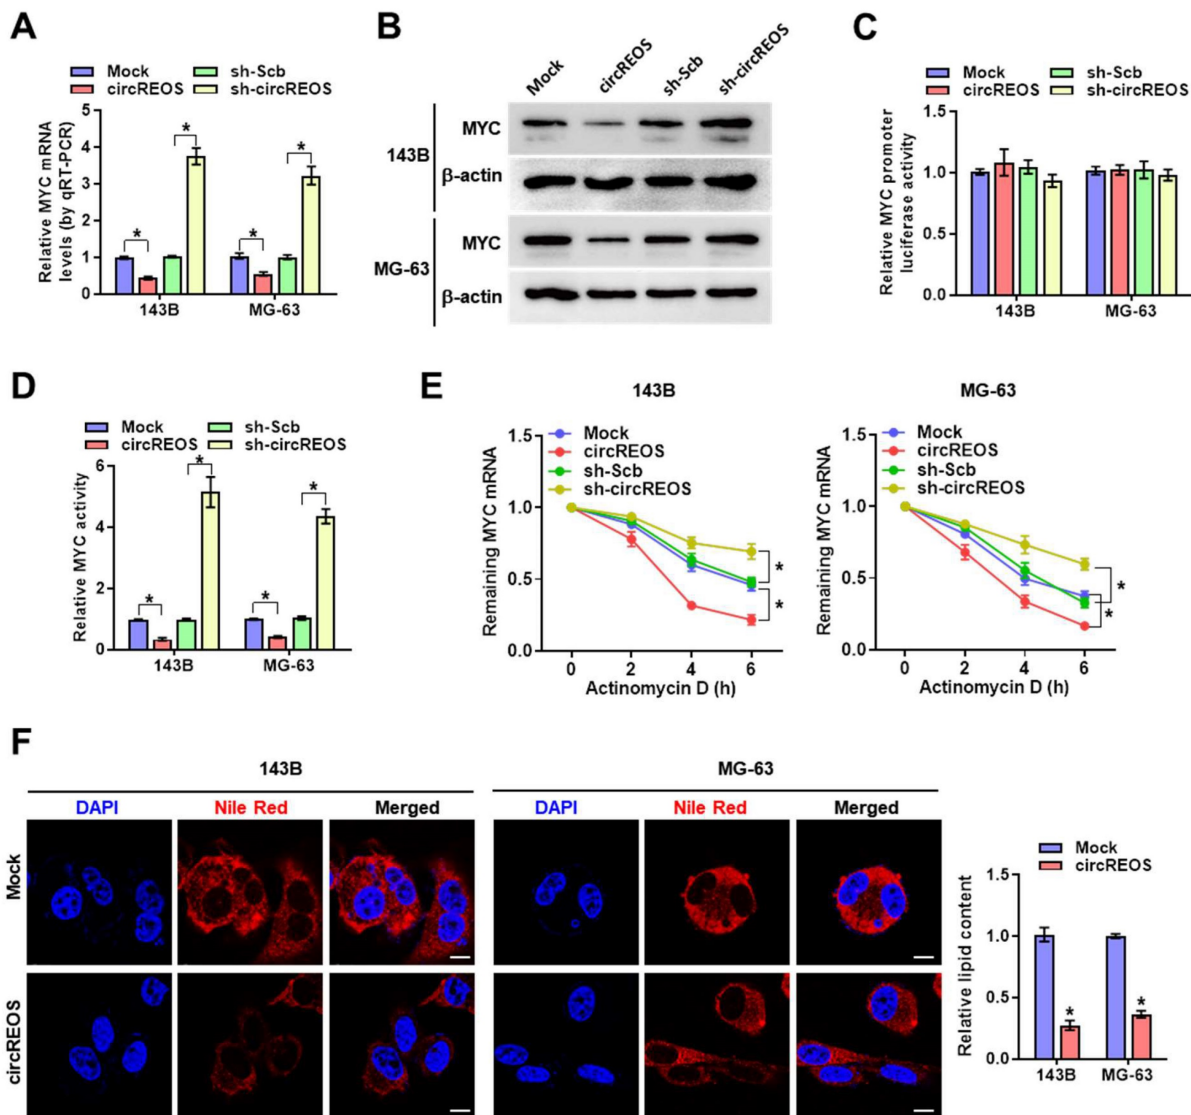 A
Mock sh-Scb
circREOS sh-circREOS
Relative MYC mRNA
levels (by qRT-PCR)
5
4
3
2
1
0
* * * *
143B MG-63
B
Mock circREOS sh-Scb sh-circREOS
143B
MYC
β-actin
MG-63
MYC
β-actin
C
Mock sh-Scb
circREOS sh-circREOS
Relative MYC promoter
luciferase activity
1.5
1.0
0.5
0.0
143B MG-63
D
Mock sh-Scb
circREOS sh-circREOS
Relative MYC activity
6
4
2
0
* * * *
143B MG-63
E
143B
Mock
circREOS
sh-Scb
sh-circREOS
Remaining MYC mRNA
1.5
1.0
0.5
0.0
*
*
0 2 4 6
Actinomycin D (h)
MG-63
Mock
circREOS
sh-Scb
sh-circREOS
Remaining MYC mRNA
1.5
1.0
0.5
0.0
*
*
0 2 4 6
Actinomycin D (h)
F
143B MG-63
DAPI Nile Red Merged DAPI Nile Red Merged
Mock
circREOS
Mock
circREOS
Relative lipid content
1.5
1.0
0.5
0.0
* *
143B MG-63